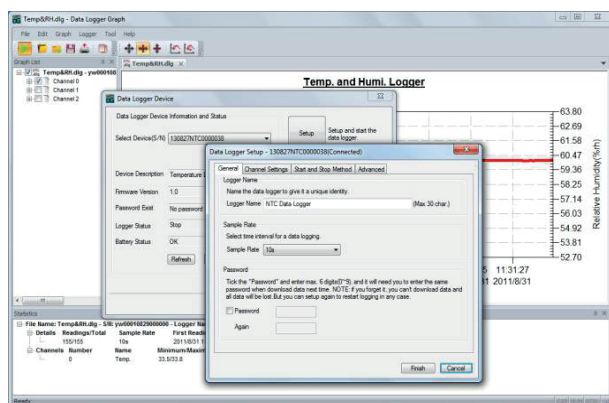 Temp&RH.dlg - Data Logger Graph
File Edit Graph Logger Tool Help
Graph List
Temp&RH.dlg
Temp&RH.dlg - yw000108
Channel 0
Channel 1
Channel 2
Temp. and Humi. Logger
63.80
62.69
61.58
60.47
59.36
58.25
57.14
56.03
54.92
53.81
52.70
Relative Humidity(%rh)
11:31:27
2011/8/31
Data Logger Device
Data Logger Device Information and Status
Select Device(S/N) 130827NTC0000038
Setup
Setup and start the
data logger.
Device Description Temperature
Firmware Version 1.0
Password Exist No password
Logger Status Stop
Battery Status OK
Refresh
Data Logger Setup - 130827NTC0000038(Connected)
General Channel Settings Start and Stop Method Advanced
Logger Name
Name the data logger to give it a unique identity.
Logger Name NTC Data Logger (Max 30 char.)
Sample Rate
Select time interval for a data logging.
Sample Rate 10s
Password
Tick the "Password" and enter max. 6 digits(0~9), and it will need you to enter the same
password when download data next time. NOTE: if you forget it, you can't download data and
all data will be lost.But you can setup again to restart logging in any case.
Password
Again
Finish Cancel
Statistics
File Name: Temp&RH.dlg - S/N: yw00010829000000 - Logger Na
Details Readings/Total Sample Rate First Readi
155/155 10s 2011/8/31 1
Channels Number Name Minimum/Maxim
0 Temp. 33.5/33.8
Ready